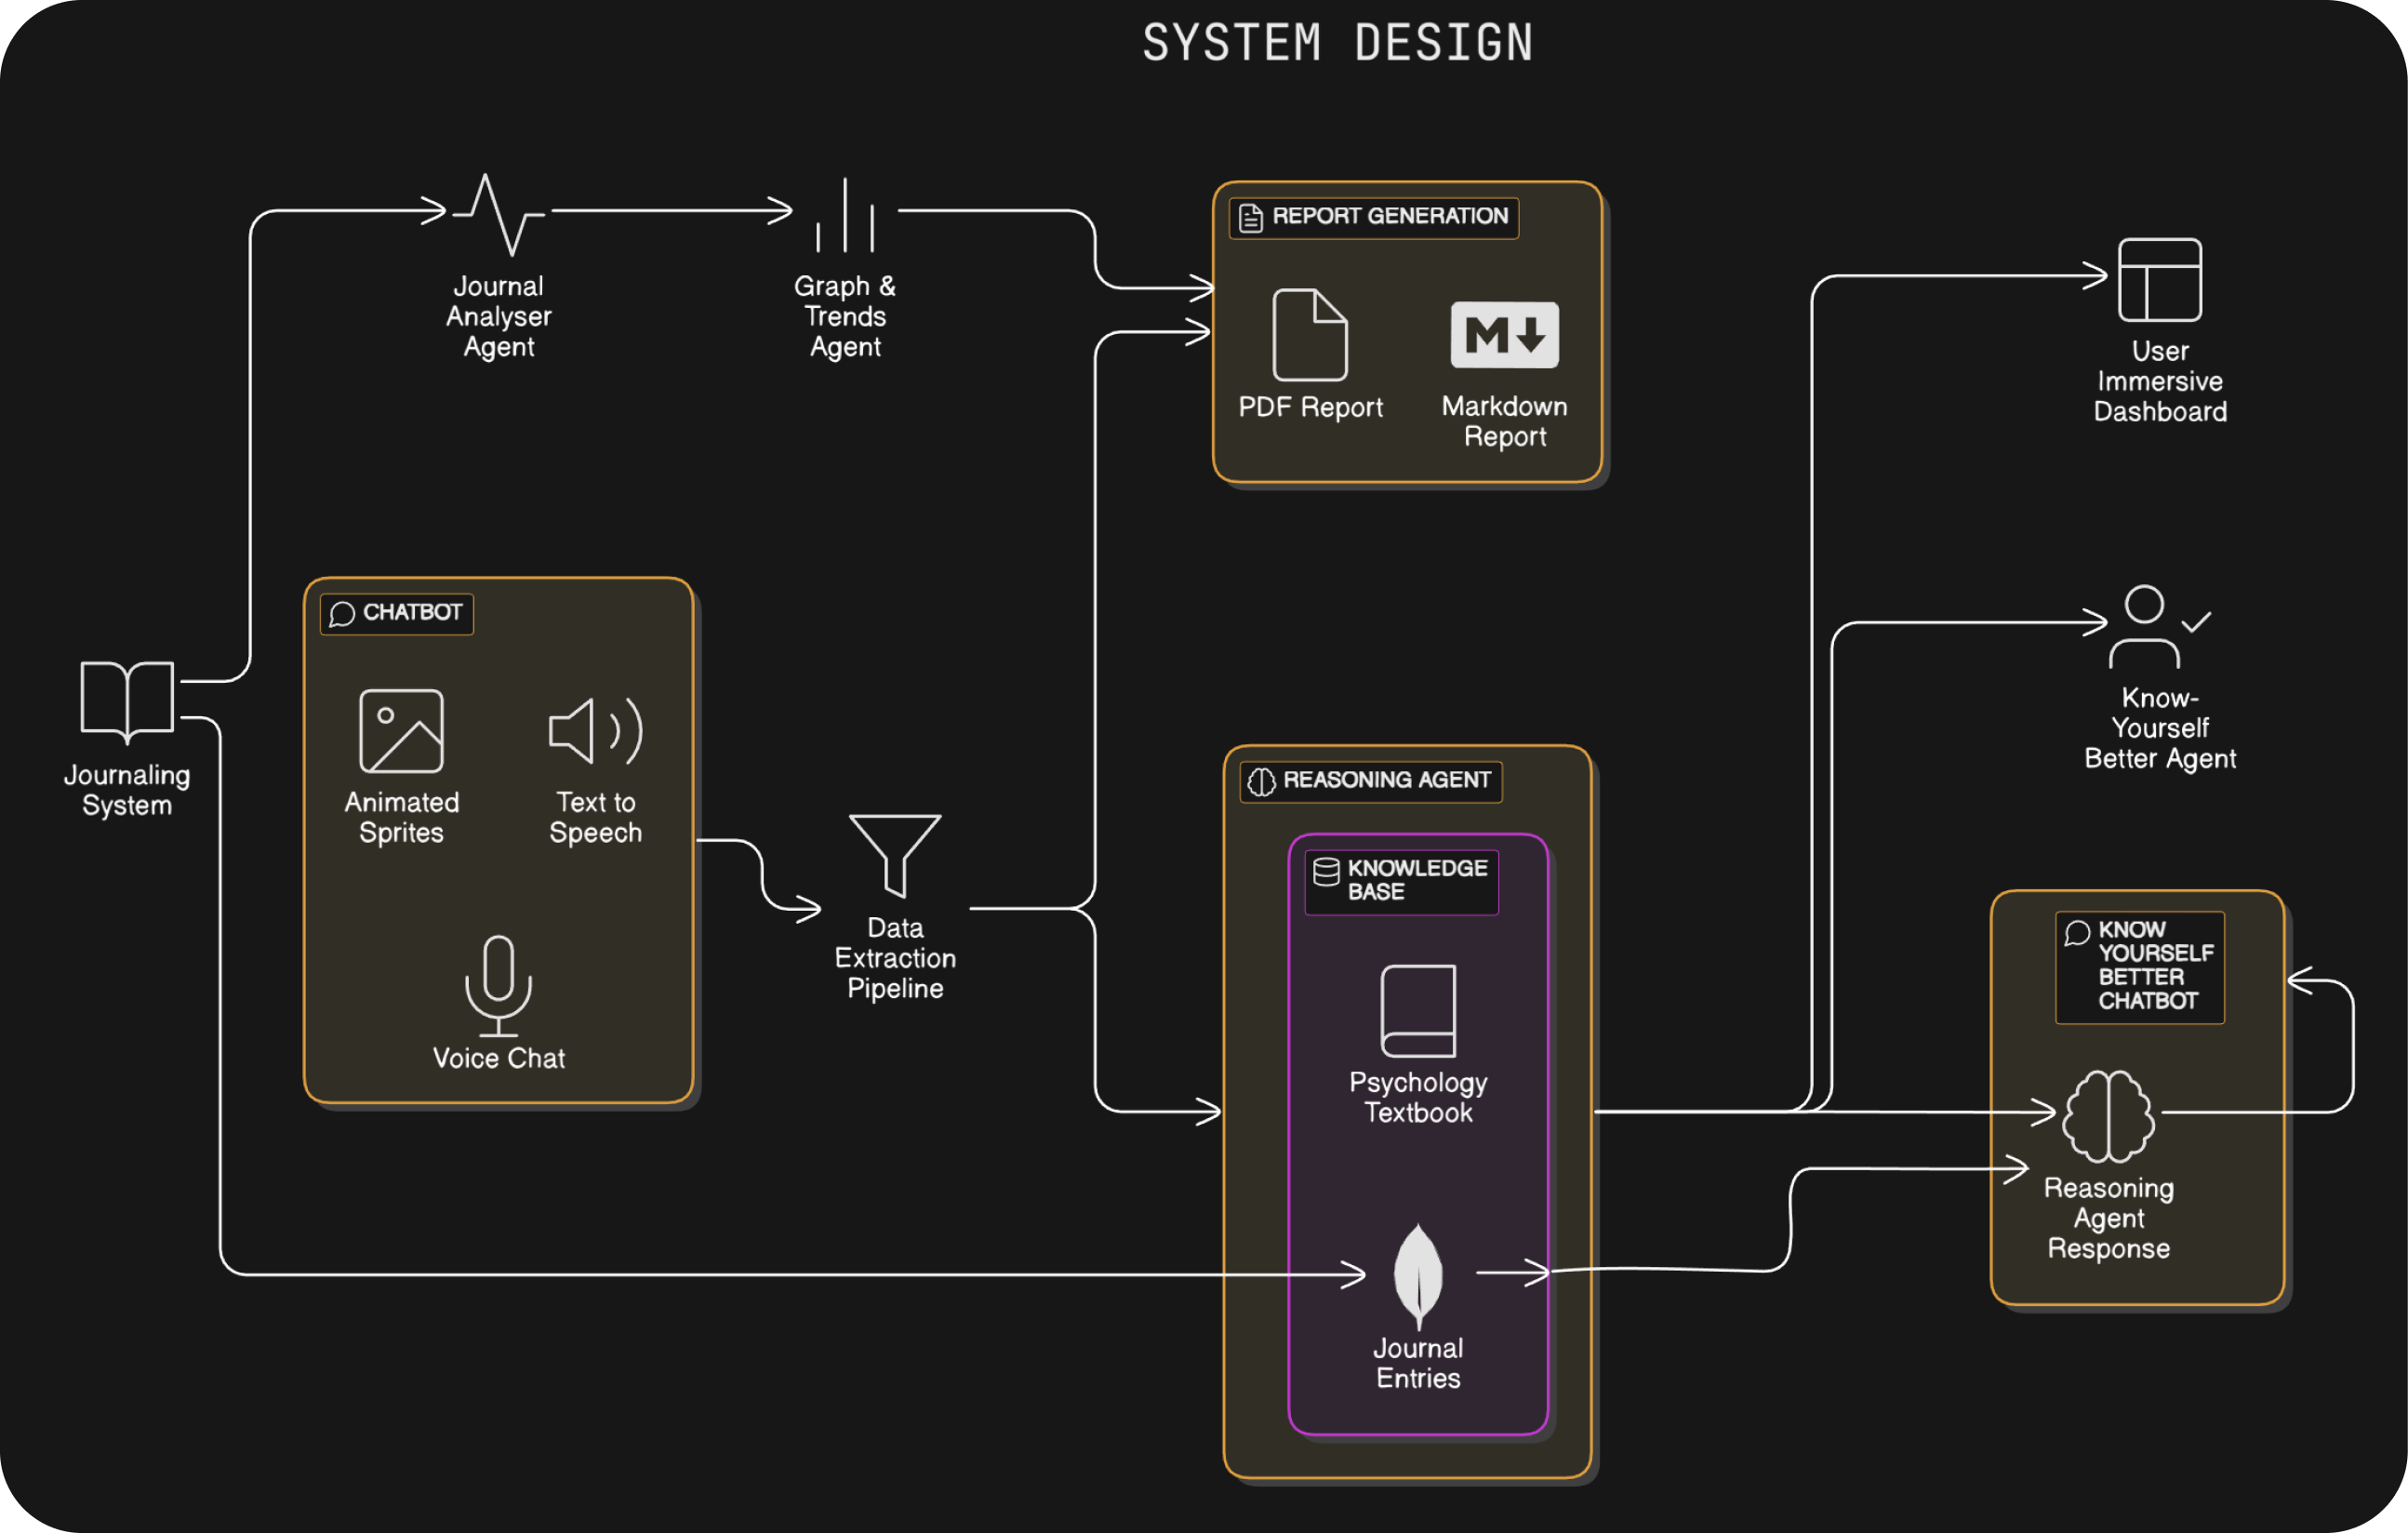 SYSTEM DESIGN
Journal
Analyser
Agent
Graph &
Trends
Agent
REPORT GENERATION
PDF Report
M
Markdown
Report
User
Immersive
Dashboard
CHATBOT
Animated
Sprites
Text to
Speech
Voice Chat
Journaling
System
Data
Extraction
Pipeline
REASONING AGENT
KNOWLEDGE
BASE
Psychology
Textbook
Journal
Entries
Know-
Yourself
Better Agent
KNOW
YOURSELF
BETTER
CHATBOT
Reasoning
Agent
Response